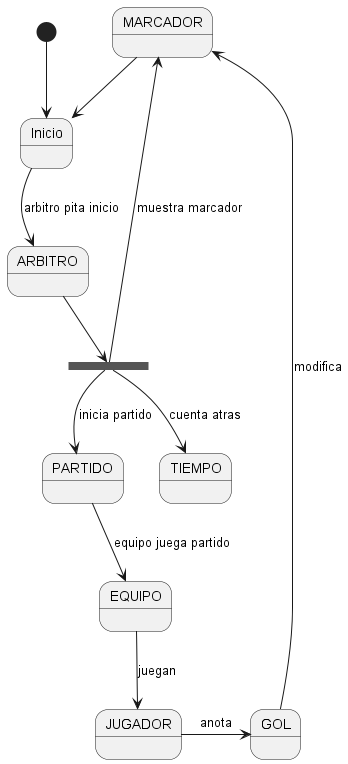 MARCADOR
Inicio
arbitro pita inicio
muestra marcador
ARBITRO
modifica
inicia partido
cuenta atras
PARTIDO
TIEMPO
equipo juega partido
EQUIPO
juegan
JUGADOR
anota
GOL